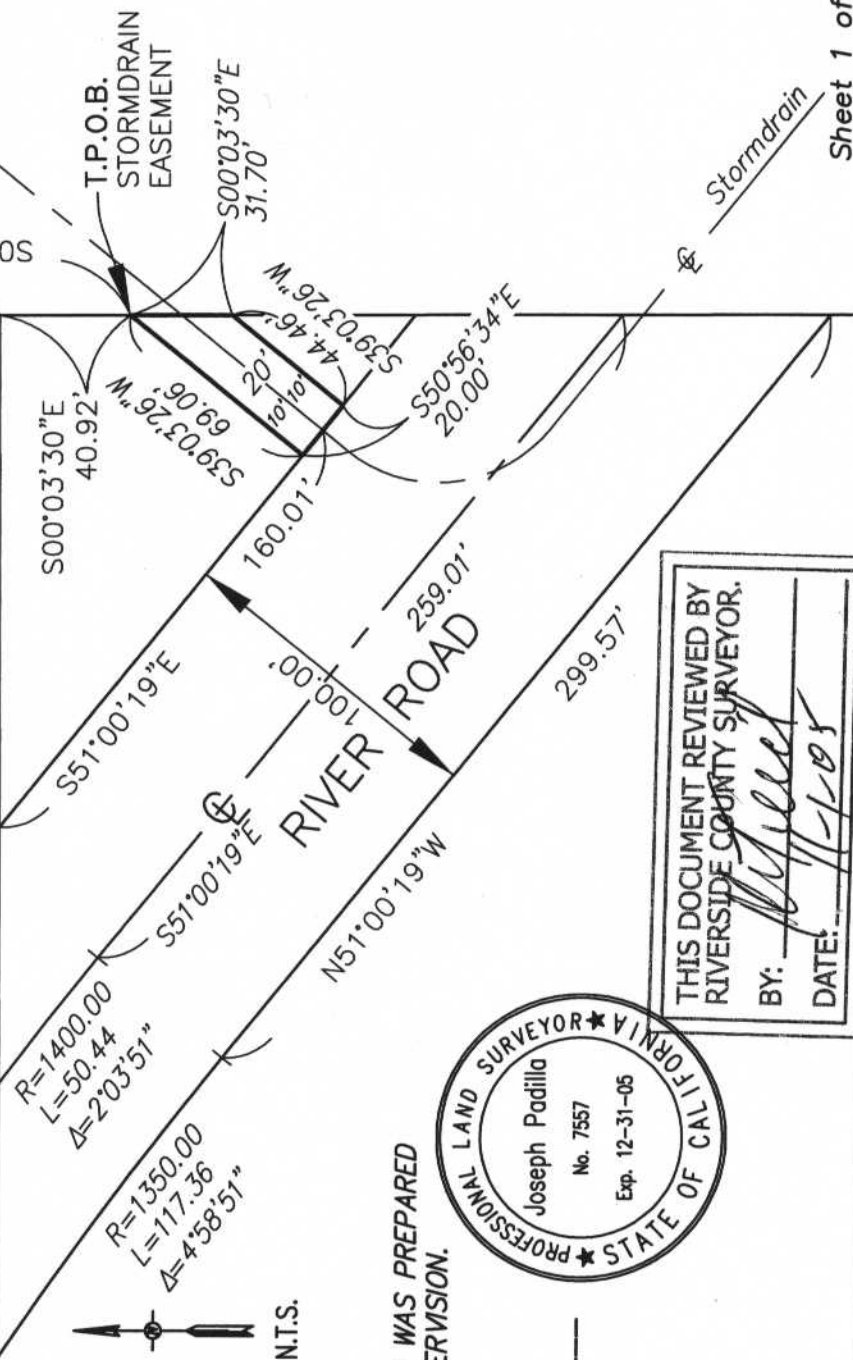 SO
T.P.O.B.
STORMDRAIN
EASEMENT
S00°03'30"E
40.92'
S00°03'30"E
31.70'
S39°03'26"W
69.06'
20'
10' 10'
S39°03'26"W
44.46'
S50°56'34"E
20.00'
S51°00'19"E
160.01'
100.00'
259.01'
℄
S51°00'19"E
RIVER ROAD
℄
Stormdrain
299.57'
N51°00'19"W
R=1400.00
L=50.44
Δ=2°03'51"
R=1350.00
L=117.36
Δ=4°58'51"
N
N.T.S.
WAS PREPARED
ERVISION.
PROFESSIONAL LAND SURVEYOR
Joseph Padilla
No. 7557
Exp. 12-31-05
STATE OF CALIFORNIA
THIS DOCUMENT REVIEWED BY
RIVERSIDE COUNTY SURVEYOR.
BY:
DATE: 11-1-05
Sheet 1 of